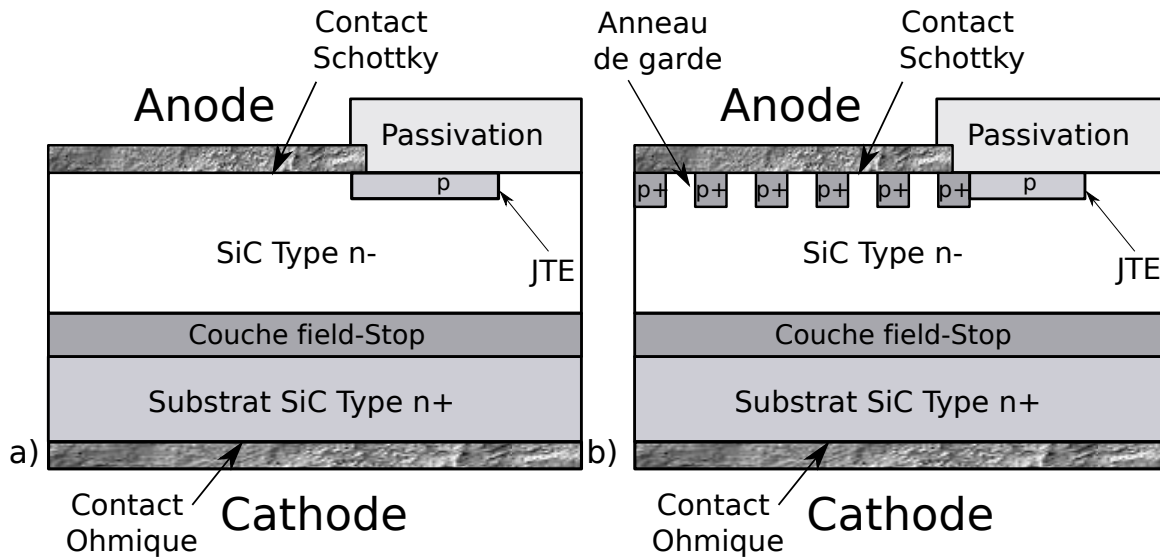 Contact
Schottky
Anode
Passivation
p
SiC Type n-
JTE
Couche field-Stop
Substrat SiC Type n+
a)
Contact
Ohmique
Cathode
Anneau
de garde
Contact
Schottky
Anode
Passivation
p+
p+
p+
p+
p+
p+
p
SiC Type n-
JTE
Couche field-Stop
Substrat SiC Type n+
b)
Contact
Ohmique
Cathode